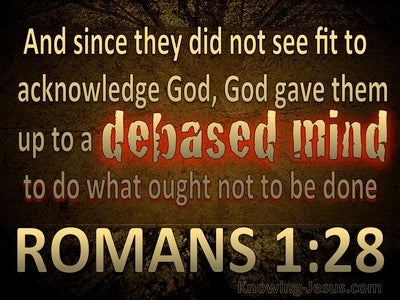 And since they did not see fit to
acknowledge God, God gave them
up to a debased mind
to do what ought not to be done
ROMANS 1:28
Knowing-Jesus.com